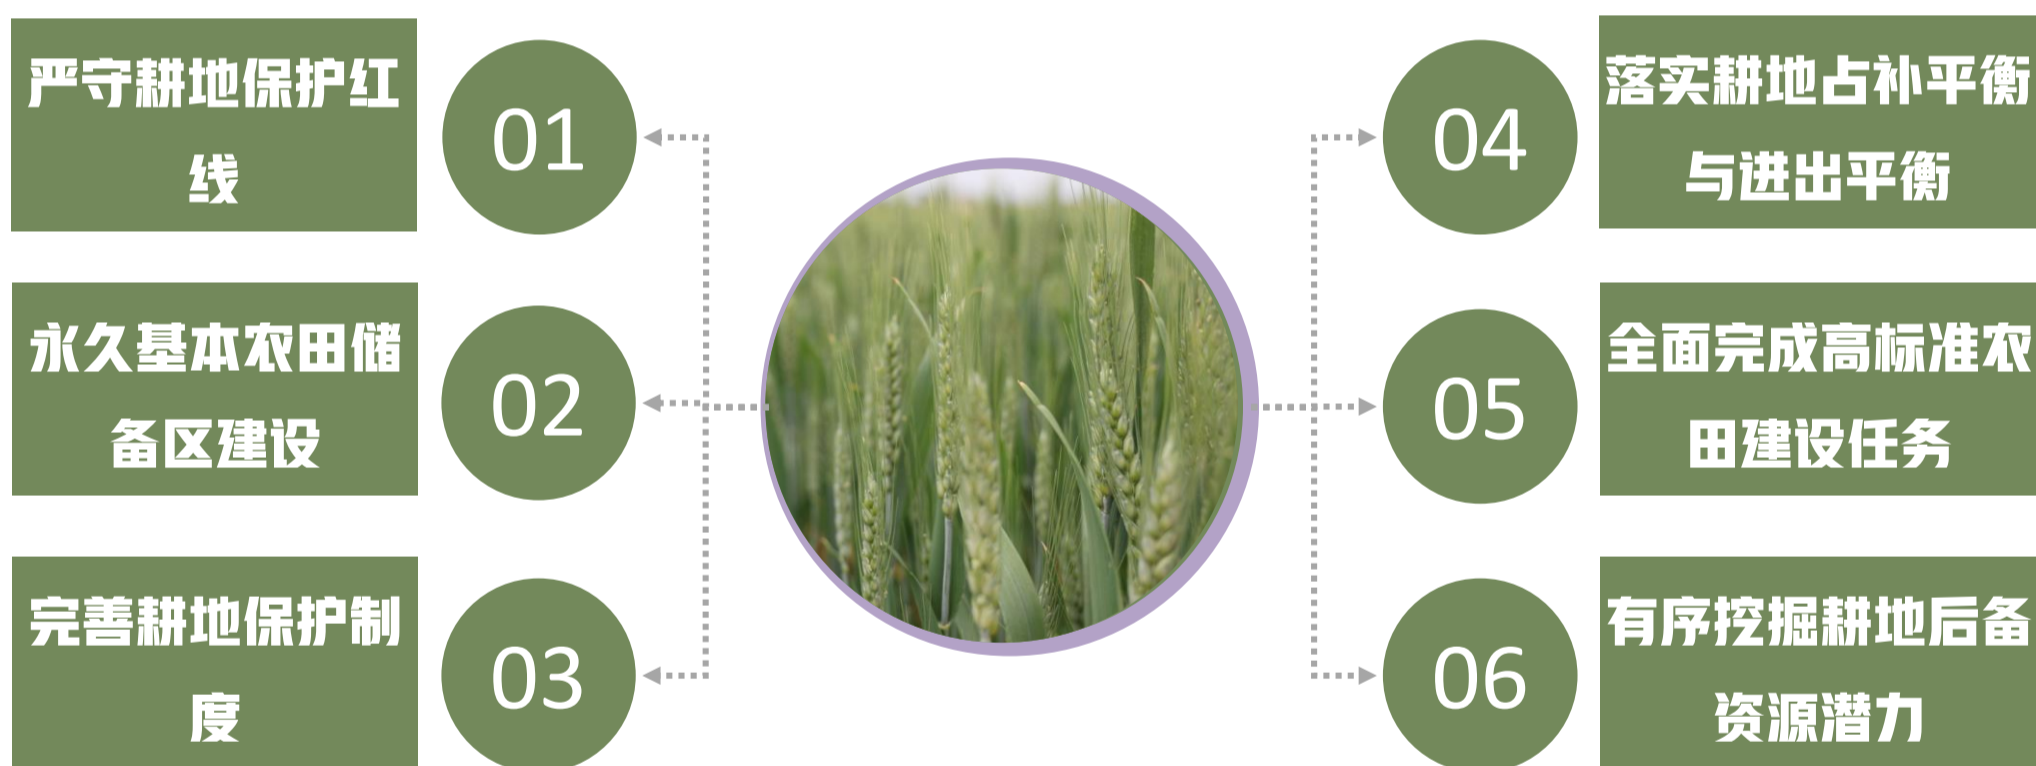 严守耕地保护红
线
01
永久基本农田储
备区建设
02
完善耕地保护制
度
03
04
落实耕地占补平衡
与进出平衡
05
全面完成高标准农
田建设任务
06
有序挖掘耕地后备
资源潜力